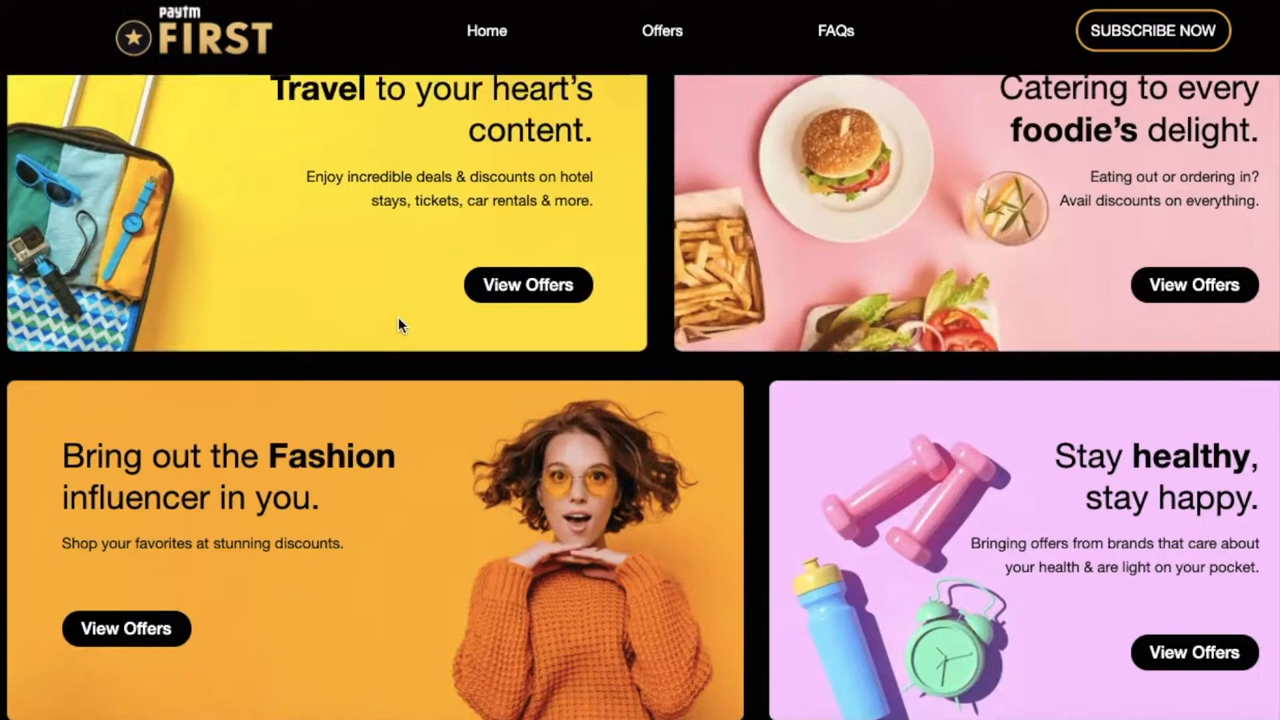 paytm
FIRST
Home
Offers
FAQs
SUBSCRIBE NOW
Travel to your heart’s
content.
Enjoy incredible deals & discounts on hotel
stays, tickets, car rentals & more.
View Offers
Catering to every
foodie’s delight.
Eating out or ordering in?
Avail discounts on everything.
View Offers
Bring out the Fashion
influencer in you.
Shop your favorites at stunning discounts.
View Offers
Stay healthy,
stay happy.
Bringing offers from brands that care about
your health & are light on your pocket.
View Offers